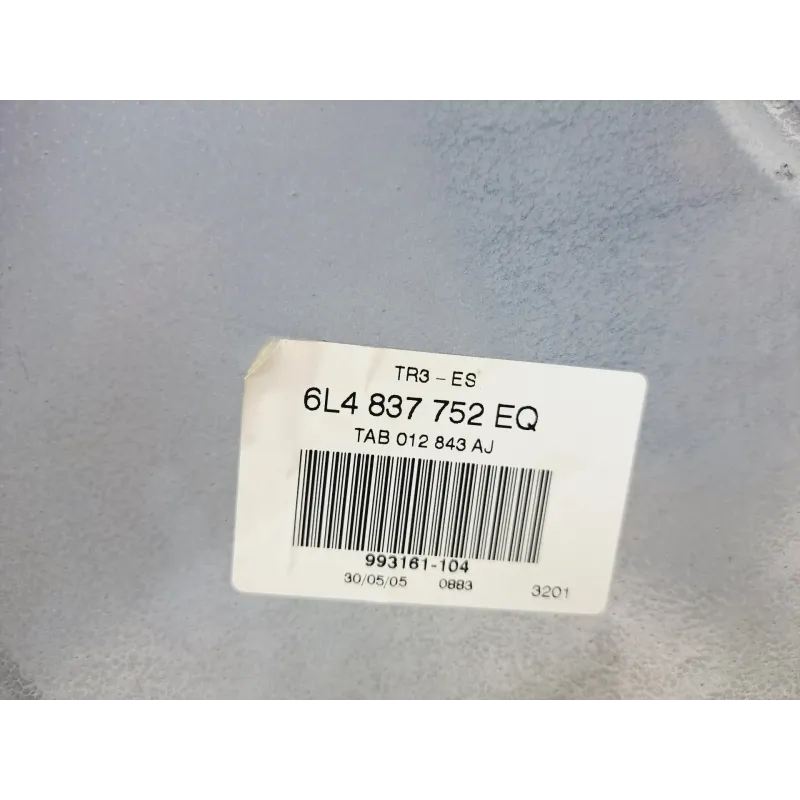 TR3 - ES
6L4 837 752 EQ
TAB 012 843 AJ
993161-104
30/05/05 0883 3201